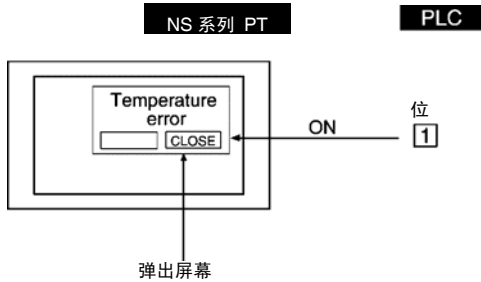 NS 系列 PT
PLC
Temperature
error
CLOSE
ON
位
1
弹出屏幕